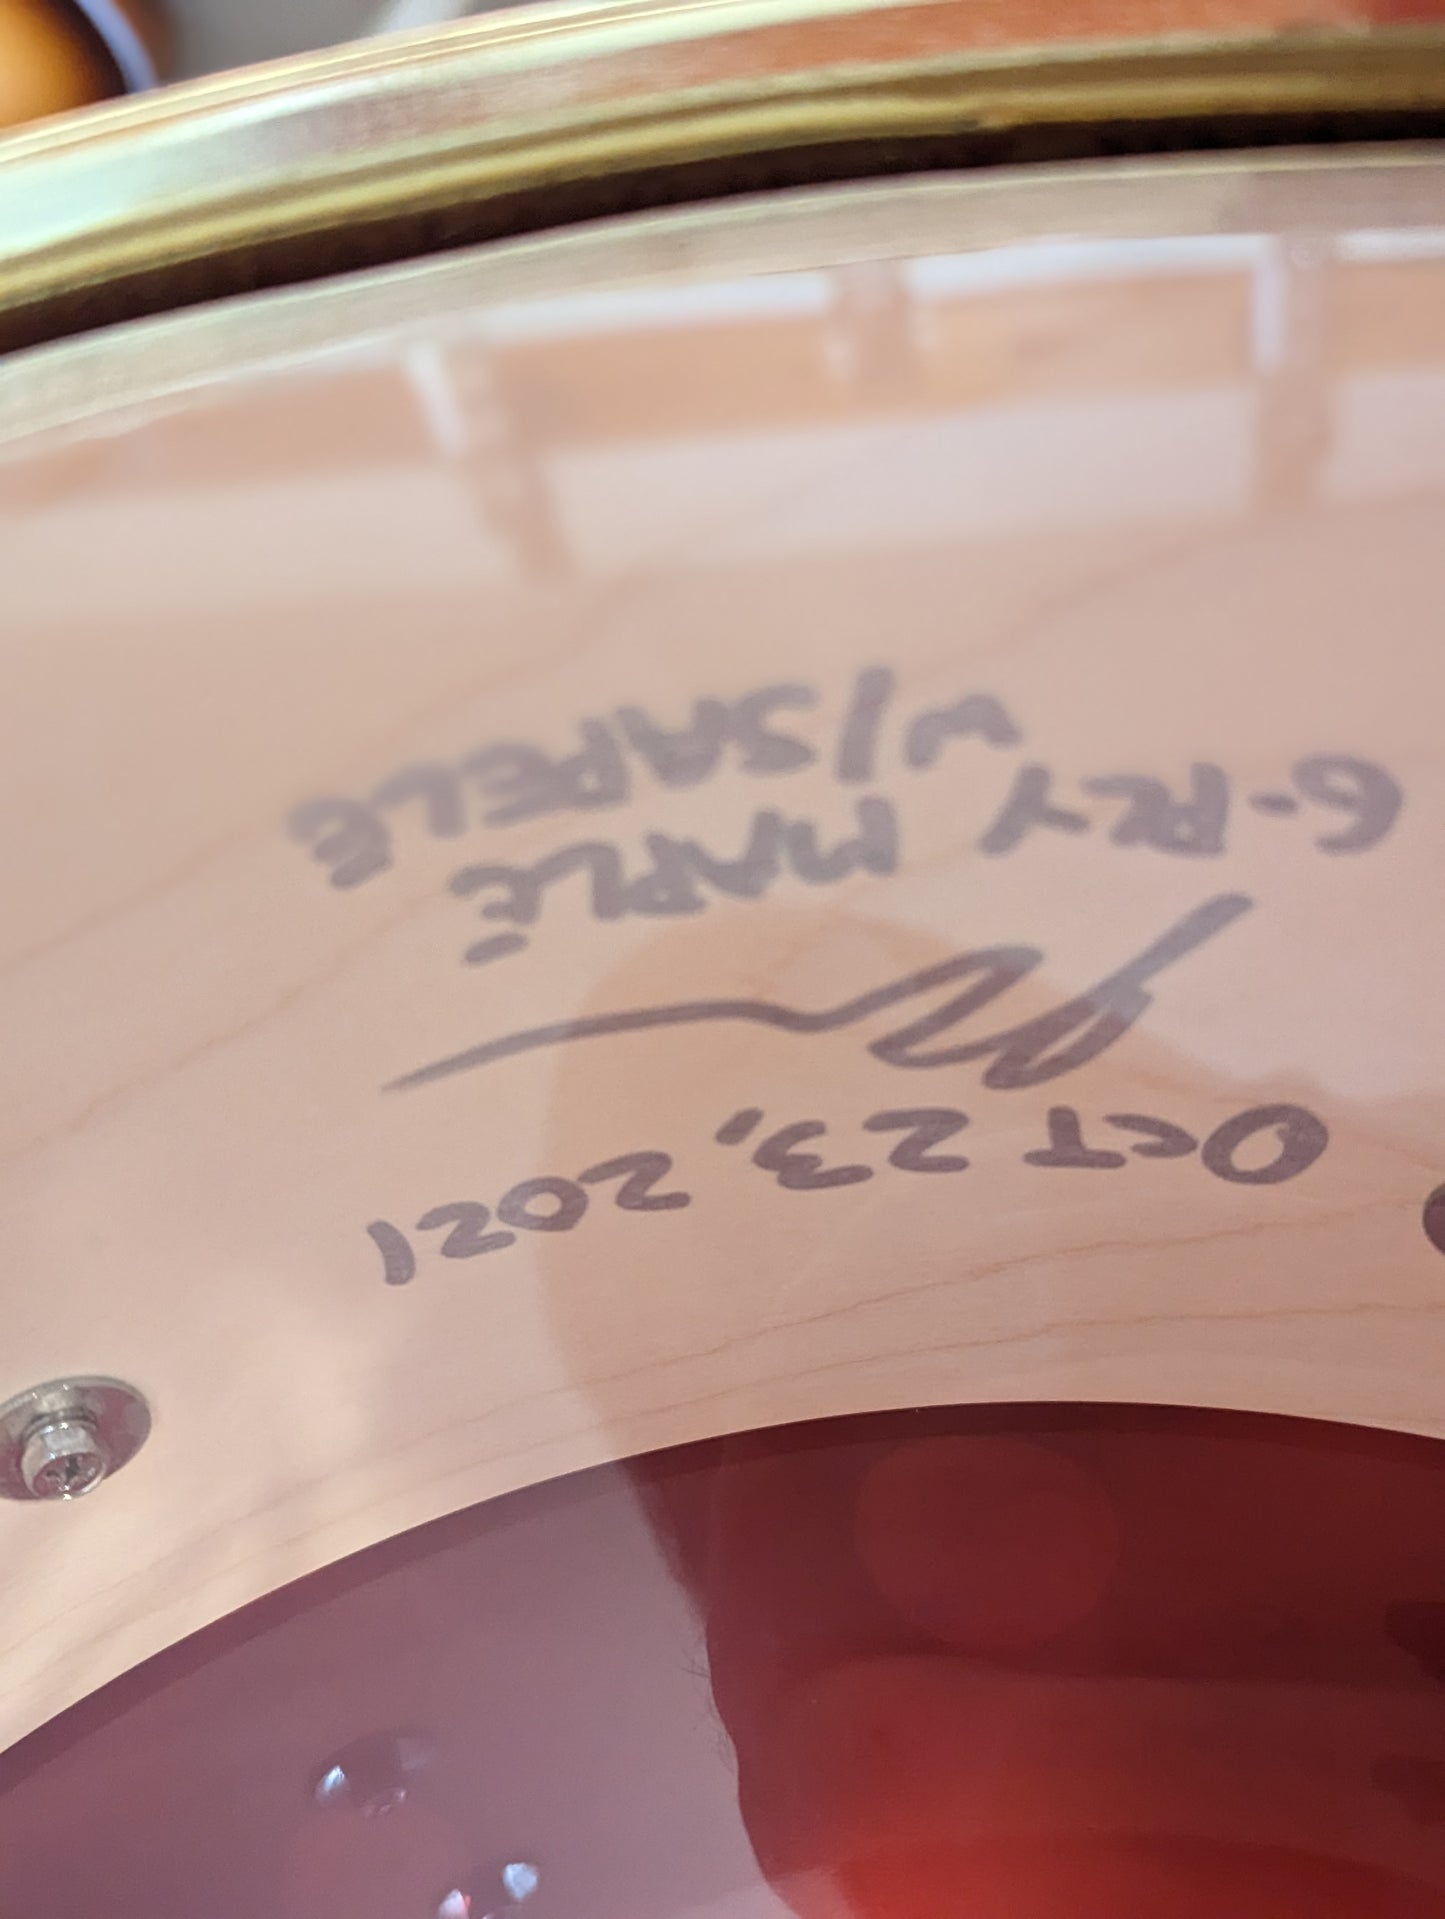 OCT 23, 2021
6-PLY MAPLE
W/SAPELE